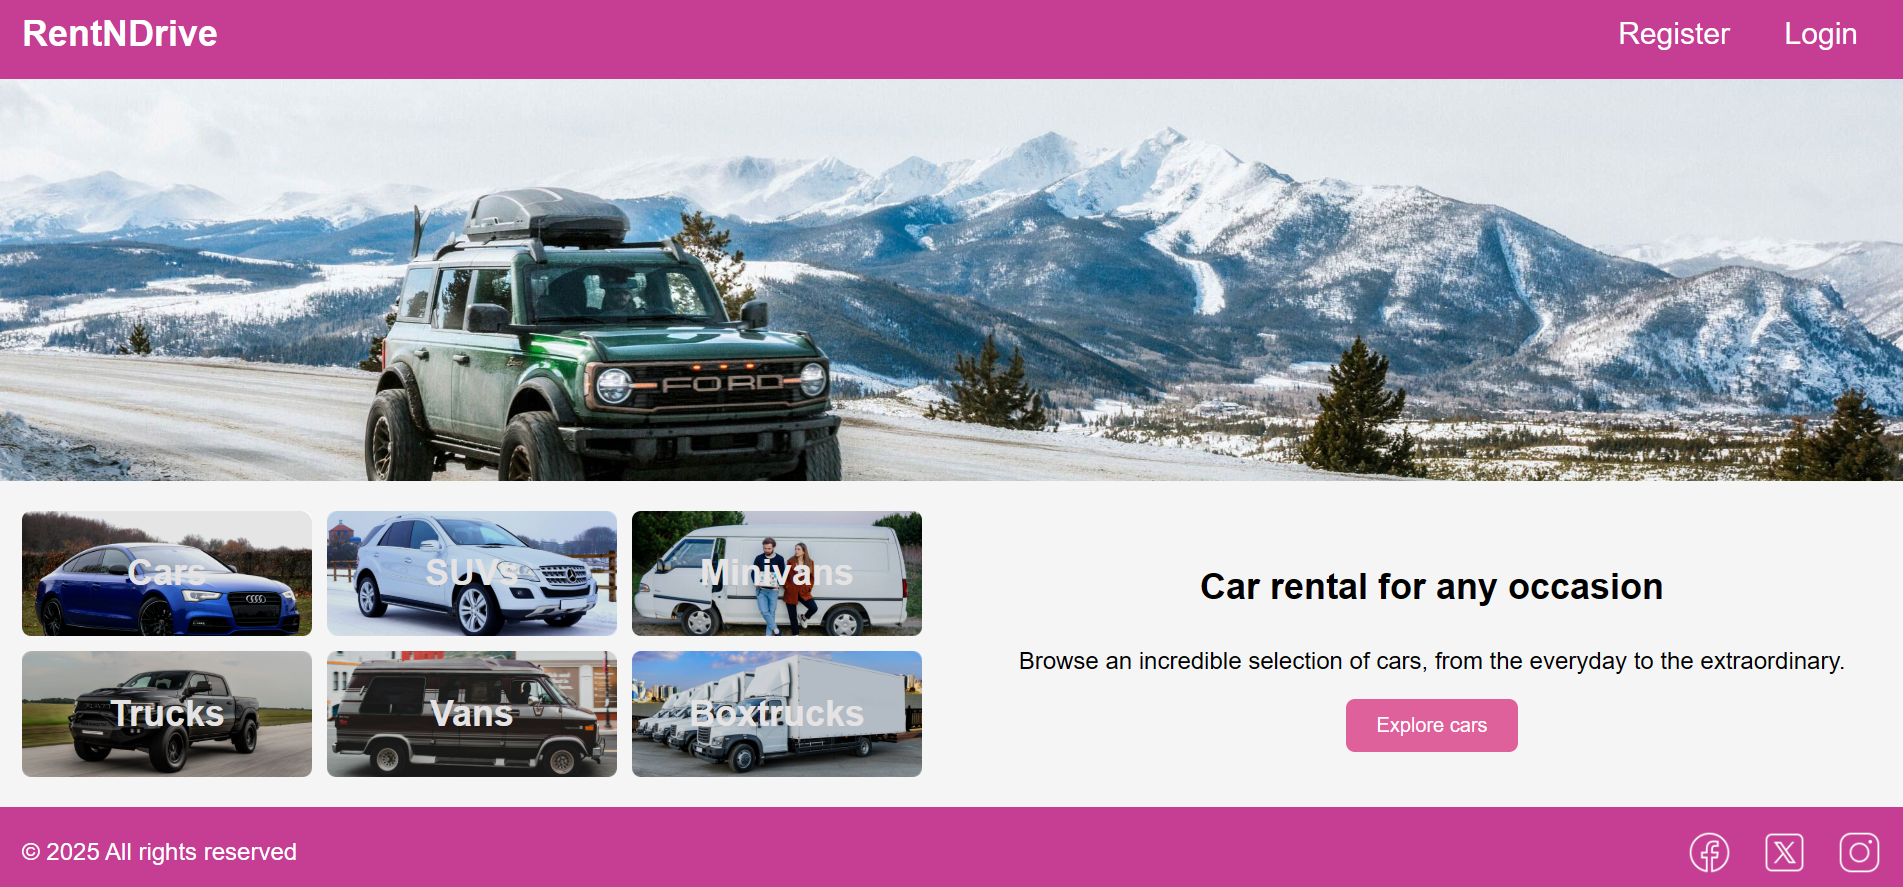 RentNDrive
Register
Login
FORD
Cars
SUVs
Minivans
Trucks
Vans
Boxtrucks
Car rental for any occasion
Browse an incredible selection of cars, from the everyday to the extraordinary.
Explore cars
© 2025 All rights reserved